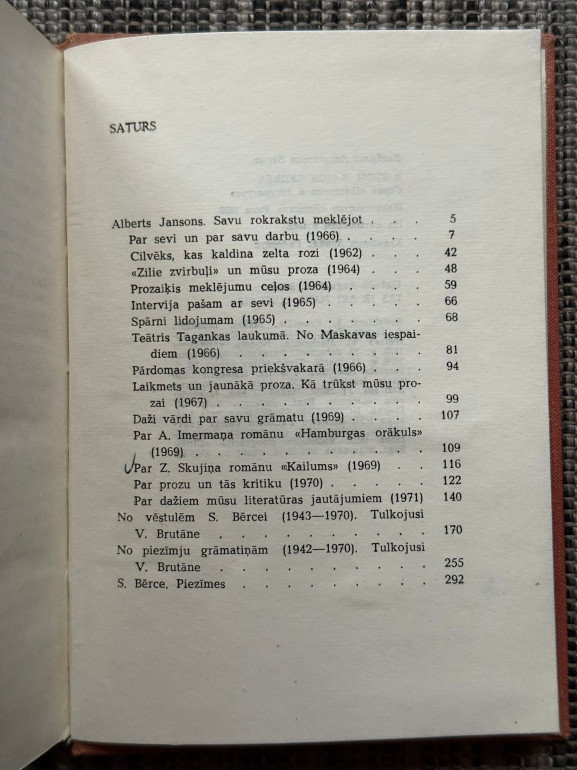 SATURS
Alberts Jansons. Savu rokrakstu meklējot . . . 5
Par sevi un par savu darbu (1966) . . . . 7
Cilvēks, kas kaldina zelta rozi (1962) . . . 42
«Zilie zvirbuļi» un mūsu proza (1964) . . . 48
Prozaiķis meklējumu ceļos (1964) . . . . 59
Intervija pašam ar sevi (1965) . . . . . 66
Spārni lidojumam (1965) . . . . . . 68
Teātris Tagankas laukumā. No Maskavas iespai-
diem (1966) . . . . . . . . 81
Pārdomas kongresa priekšvakarā (1966) . . . 94
Laikmets un jaunākā proza. Kā trūkst mūsu pro-
zai (1967) . . . . . . . . . 99
Daži vārdi par savu grāmatu (1969) . . . . 107
Par A. Imermaņa romānu «Hamburgas orākuls»
(1969) . . . . . . . . . . 109
Par Z. Skujiņa romānu «Kailums» (1969) . . 116
Par prozu un tās kritiku (1970) . . . . . 122
Par dažiem mūsu literatūras jautājumiem (1971) 140
No vēstulēm S. Bērcei (1943—1970). Tulkojusi
V. Brutāne . . . . . . . . . 170
No piezīmju grāmatiņām (1942—1970). Tulkojusi
V. Brutāne . . . . . . . . . 255
S. Bērce. Piezīmes . . . . . . . . 292